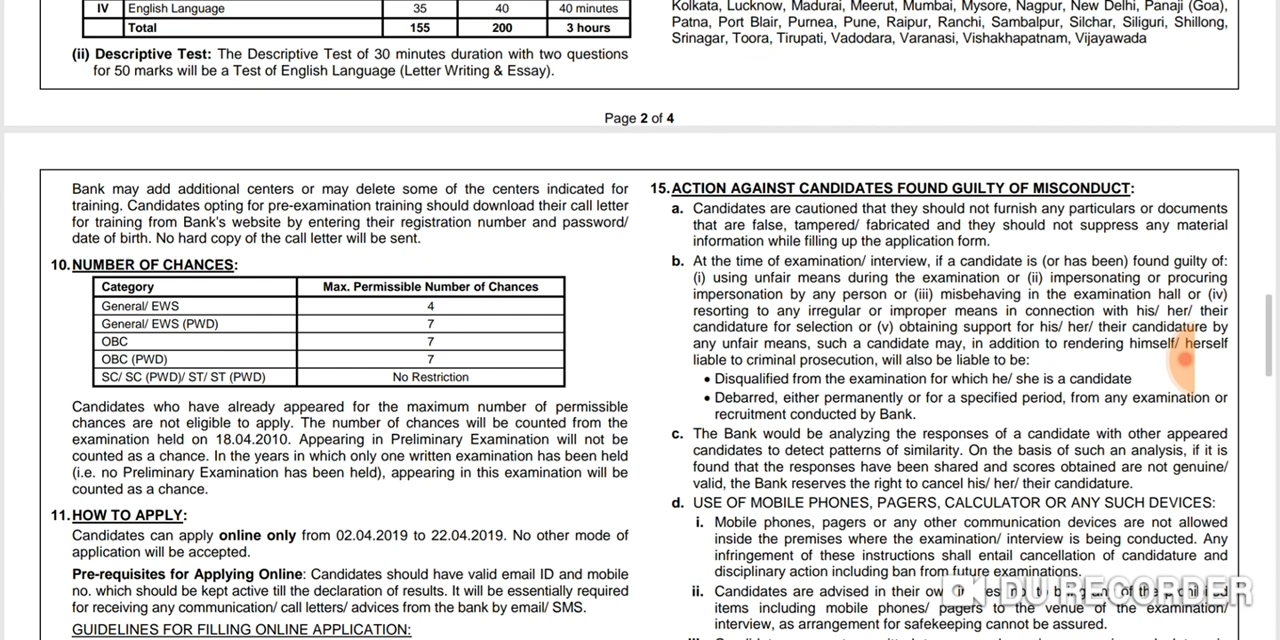 IV English Language 35 40 40 minutes
Total 155 200 3 hours
(ii) Descriptive Test: The Descriptive Test of 30 minutes duration with two questions
for 50 marks will be a Test of English Language (Letter Writing & Essay).
Kolkata, Lucknow, Madurai, Meerut, Mumbai, Mysore, Nagpur, New Delhi, Panaji (Goa),
Patna, Port Blair, Purnea, Pune, Raipur, Ranchi, Sambalpur, Silchar, Siliguri, Shillong,
Srinagar, Toora, Tirupati, Vadodara, Varanasi, Vishakhapatnam, Vijayawada
Page 2 of 4
Bank may add additional centers or may delete some of the centers indicated for
training. Candidates opting for pre-examination training should download their call letter
for training from Bank's website by entering their registration number and password/
date of birth. No hard copy of the call letter will be sent.
10. NUMBER OF CHANCES:
Category Max. Permissible Number of Chances
General/ EWS 4
General/ EWS (PWD) 7
OBC 7
OBC (PWD) 7
SC/ SC (PWD)/ ST/ ST (PWD) No Restriction
Candidates who have already appeared for the maximum number of permissible
chances are not eligible to apply. The number of chances will be counted from the
examination held on 18.04.2010. Appearing in Preliminary Examination will not be
counted as a chance. In the years in which only one written examination has been held
(i.e. no Preliminary Examination has been held), appearing in this examination will be
counted as a chance.
11. HOW TO APPLY:
Candidates can apply online only from 02.04.2019 to 22.04.2019. No other mode of
application will be accepted.
Pre-requisites for Applying Online: Candidates should have valid email ID and mobile
no. which should be kept active till the declaration of results. It will be essentially required
for receiving any communication/ call letters/ advices from the bank by email/ SMS.
GUIDELINES FOR FILLING ONLINE APPLICATION:
15. ACTION AGAINST CANDIDATES FOUND GUILTY OF MISCONDUCT:
a. Candidates are cautioned that they should not furnish any particulars or documents
that are false, tampered/ fabricated and they should not suppress any material
information while filling up the application form.
b. At the time of examination/ interview, if a candidate is (or has been) found guilty of:
(i) using unfair means during the examination or (ii) impersonating or procuring
impersonation by any person or (iii) misbehaving in the examination hall or (iv)
resorting to any irregular or improper means in connection with his/ her/ their
candidature for selection or (v) obtaining support for his/ her/ their candidature by
any unfair means, such a candidate may, in addition to rendering himself/ herself
liable to criminal prosecution, will also be liable to be:
• Disqualified from the examination for which he/ she is a candidate
• Debarred, either permanently or for a specified period, from any examination or
recruitment conducted by Bank.
c. The Bank would be analyzing the responses of a candidate with other appeared
candidates to detect patterns of similarity. On the basis of such an analysis, if it is
found that the responses have been shared and scores obtained are not genuine/
valid, the Bank reserves the right to cancel his/ her/ their candidature.
d. USE OF MOBILE PHONES, PAGERS, CALCULATOR OR ANY SUCH DEVICES:
i. Mobile phones, pagers or any other communication devices are not allowed
inside the premises where the examination/ interview is being conducted. Any
infringement of these instructions shall entail cancellation of candidature and
disciplinary action including ban from future examinations.
ii. Candidates are advised in their of the
items including mobile phones/ pagers to the venue of the examination/
interview, as arrangement for safekeeping cannot be assured.
DU RECORDER